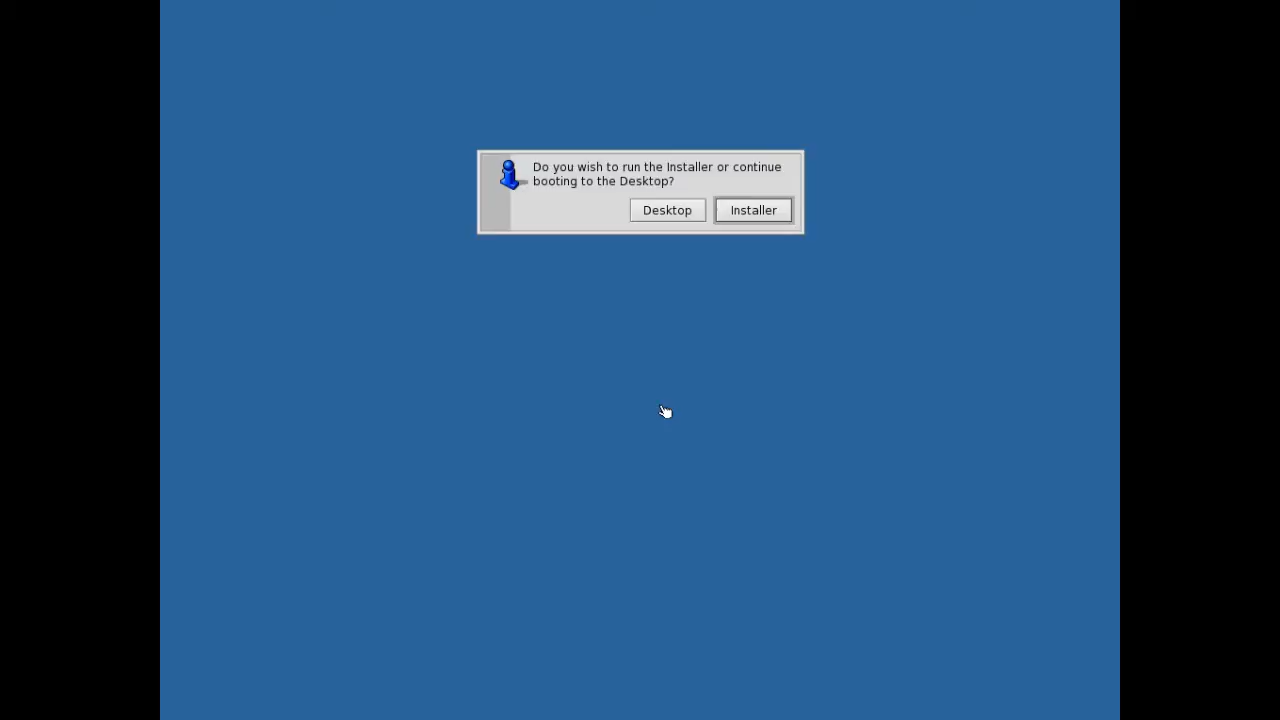 Do you wish to run the Installer or continue
booting to the Desktop?
Desktop Installer